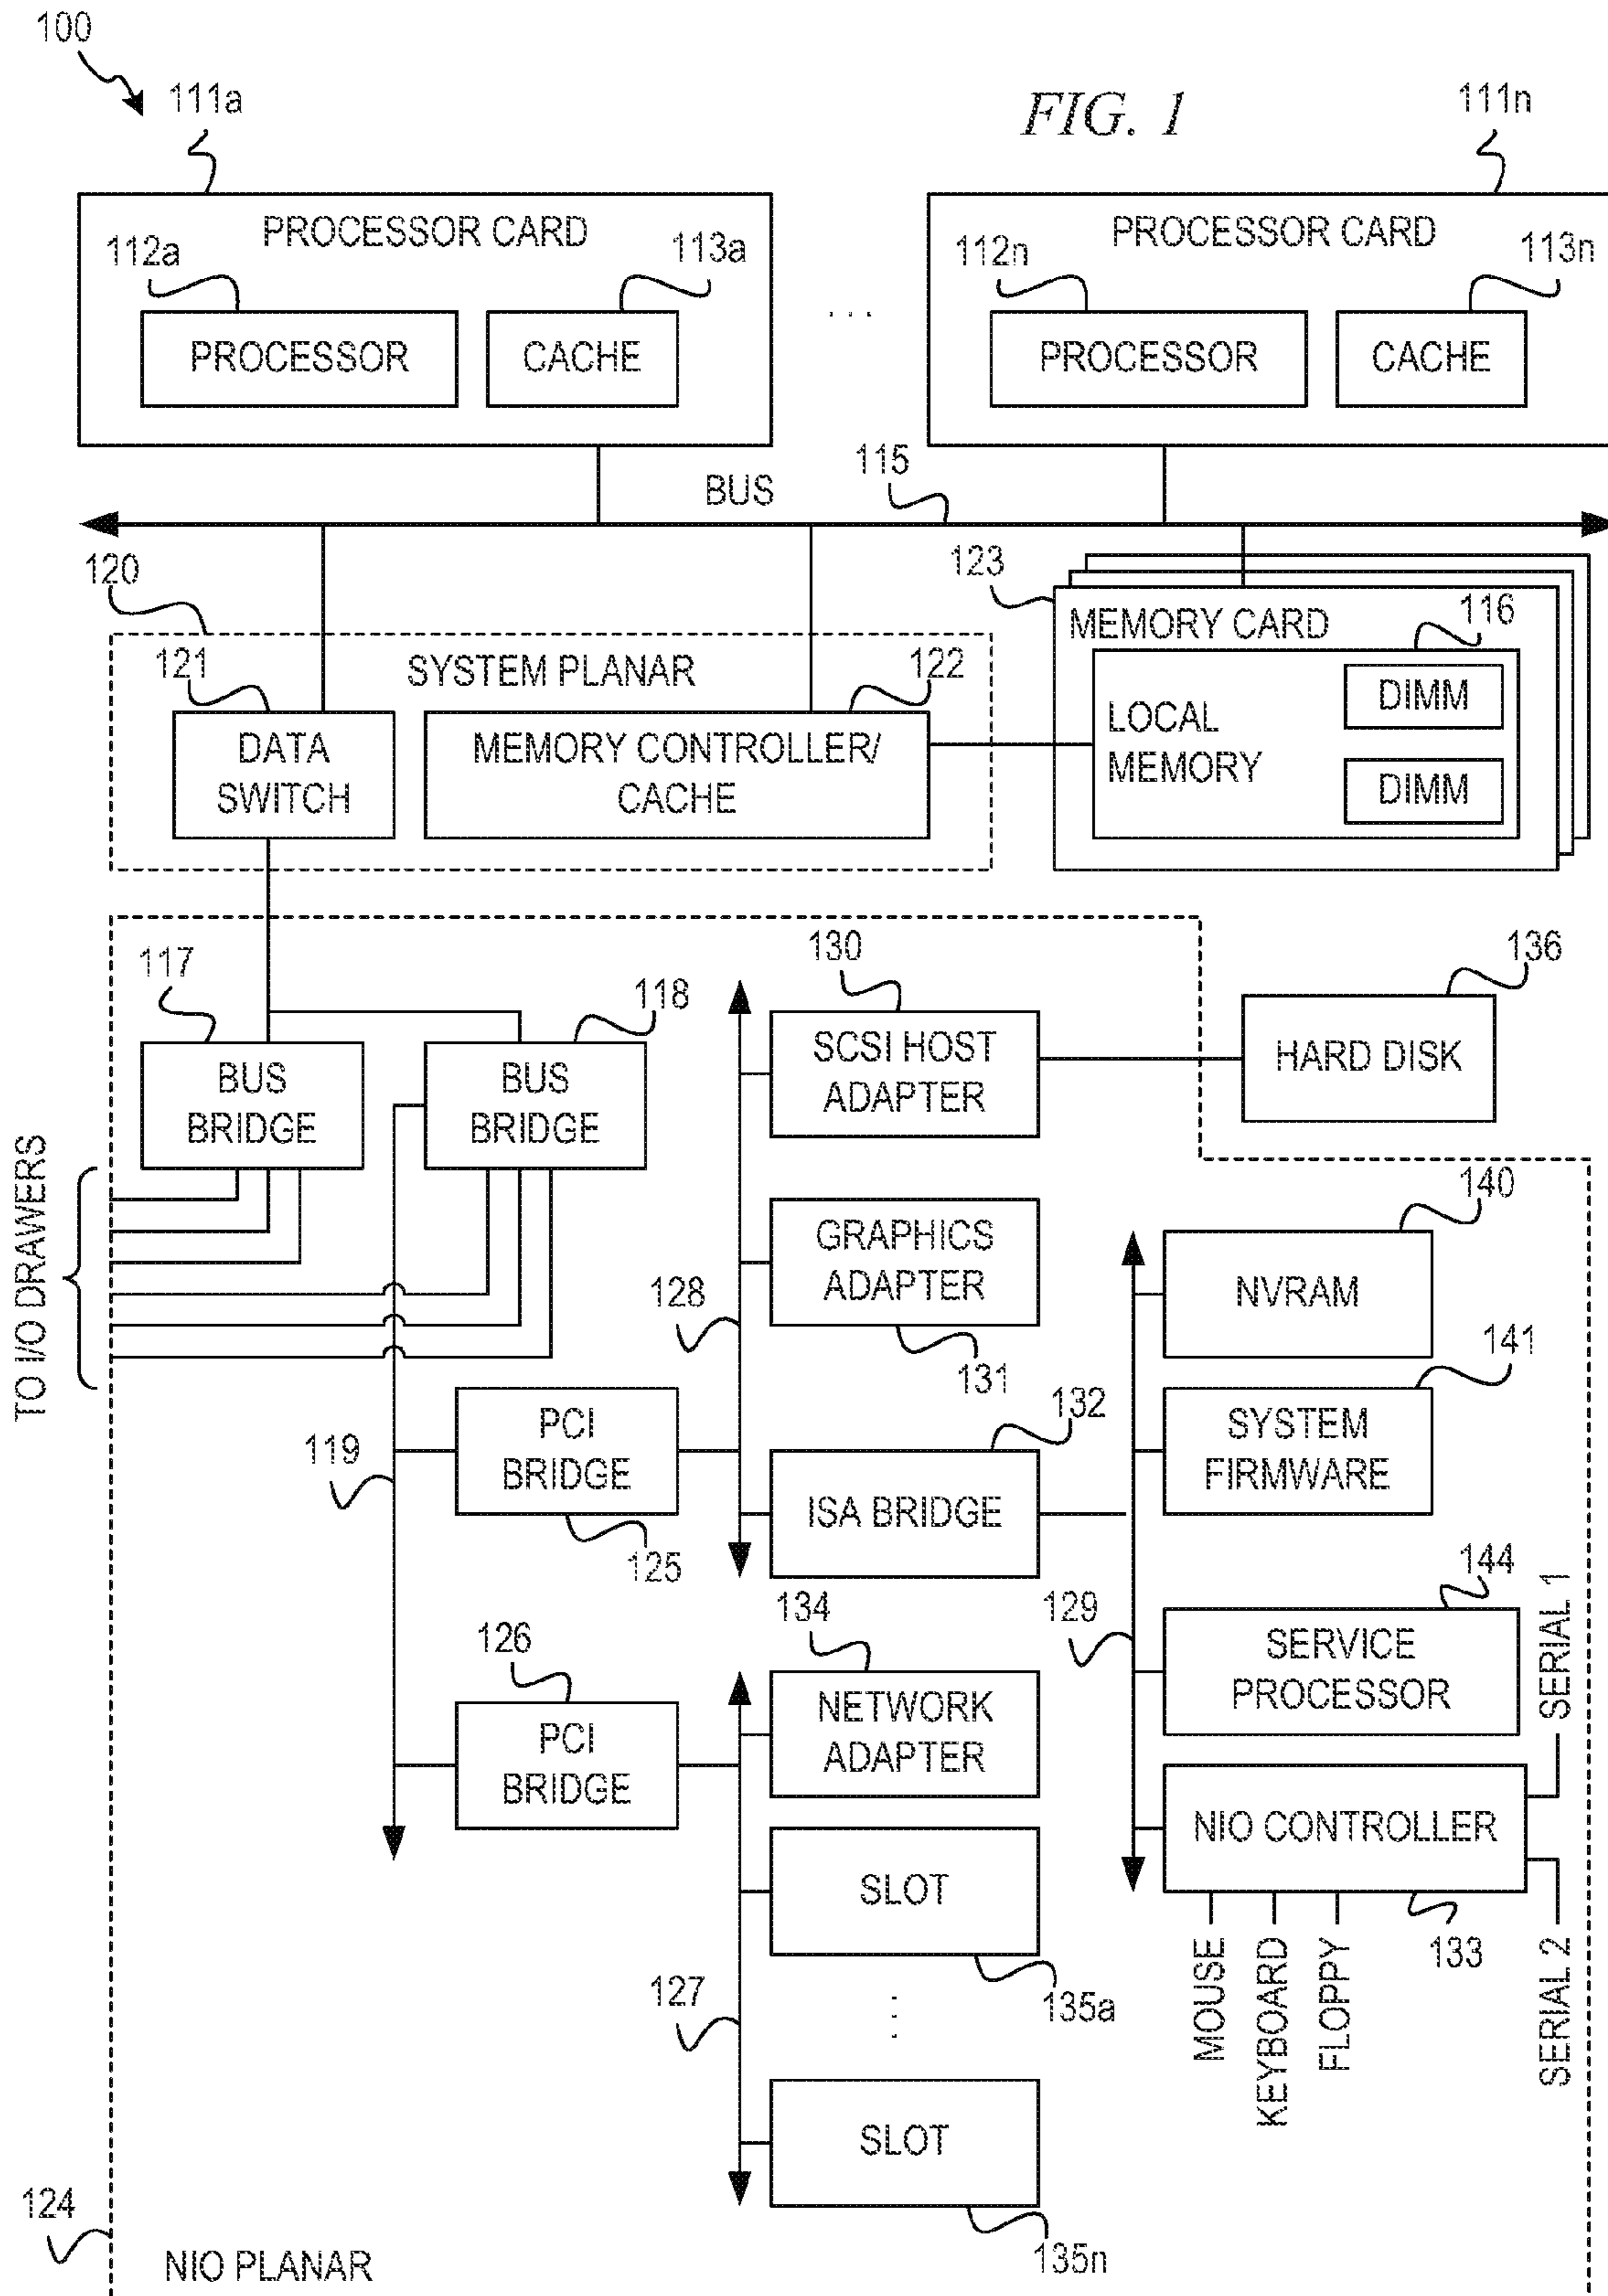 100
111a
FIG. 1
111n
PROCESSOR CARD
PROCESSOR CARD
112a
113a
112n
113n
PROCESSOR
CACHE
...
PROCESSOR
CACHE
BUS
115
120
123
MEMORY CARD
116
121
SYSTEM PLANAR
122
DATA
SWITCH
MEMORY CONTROLLER/
CACHE
LOCAL
MEMORY
DIMM
DIMM
117
118
130
136
BUS
BRIDGE
BUS
BRIDGE
SCSI HOST
ADAPTER
HARD DISK
TO I/O DRAWERS
128
GRAPHICS
ADAPTER
131
140
NVRAM
141
119
PCI
BRIDGE
125
132
ISA BRIDGE
SYSTEM
FIRMWARE
144
129
134
126
SERVICE
PROCESSOR
SERIAL 1
PCI
BRIDGE
NETWORK
ADAPTER
NIO CONTROLLER
SLOT
135a
127
133
MOUSE
KEYBOARD
FLOPPY
SERIAL 2
SLOT
135n
124
NIO PLANAR